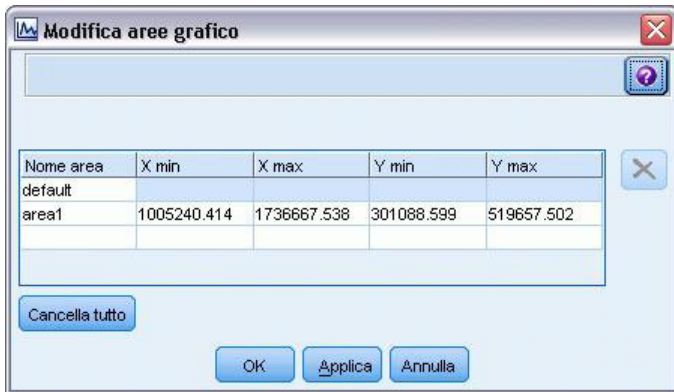 Modifica aree grafico
Nome area X min X max Y min Y max
default
area1 1005240.414 1736667.538 301088.599 519657.502
Cancella tutto
OK Applica Annulla